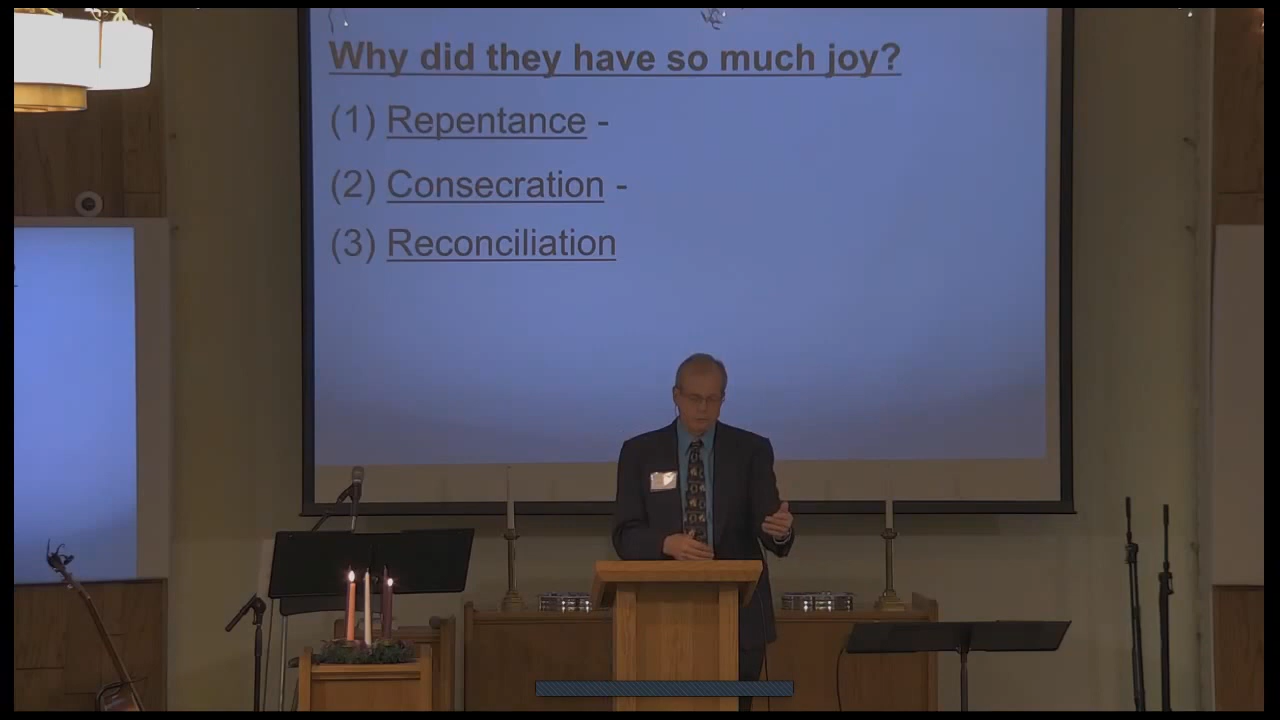 Why did they have so much joy?
(1) Repentance -
(2) Consecration -
(3) Reconciliation